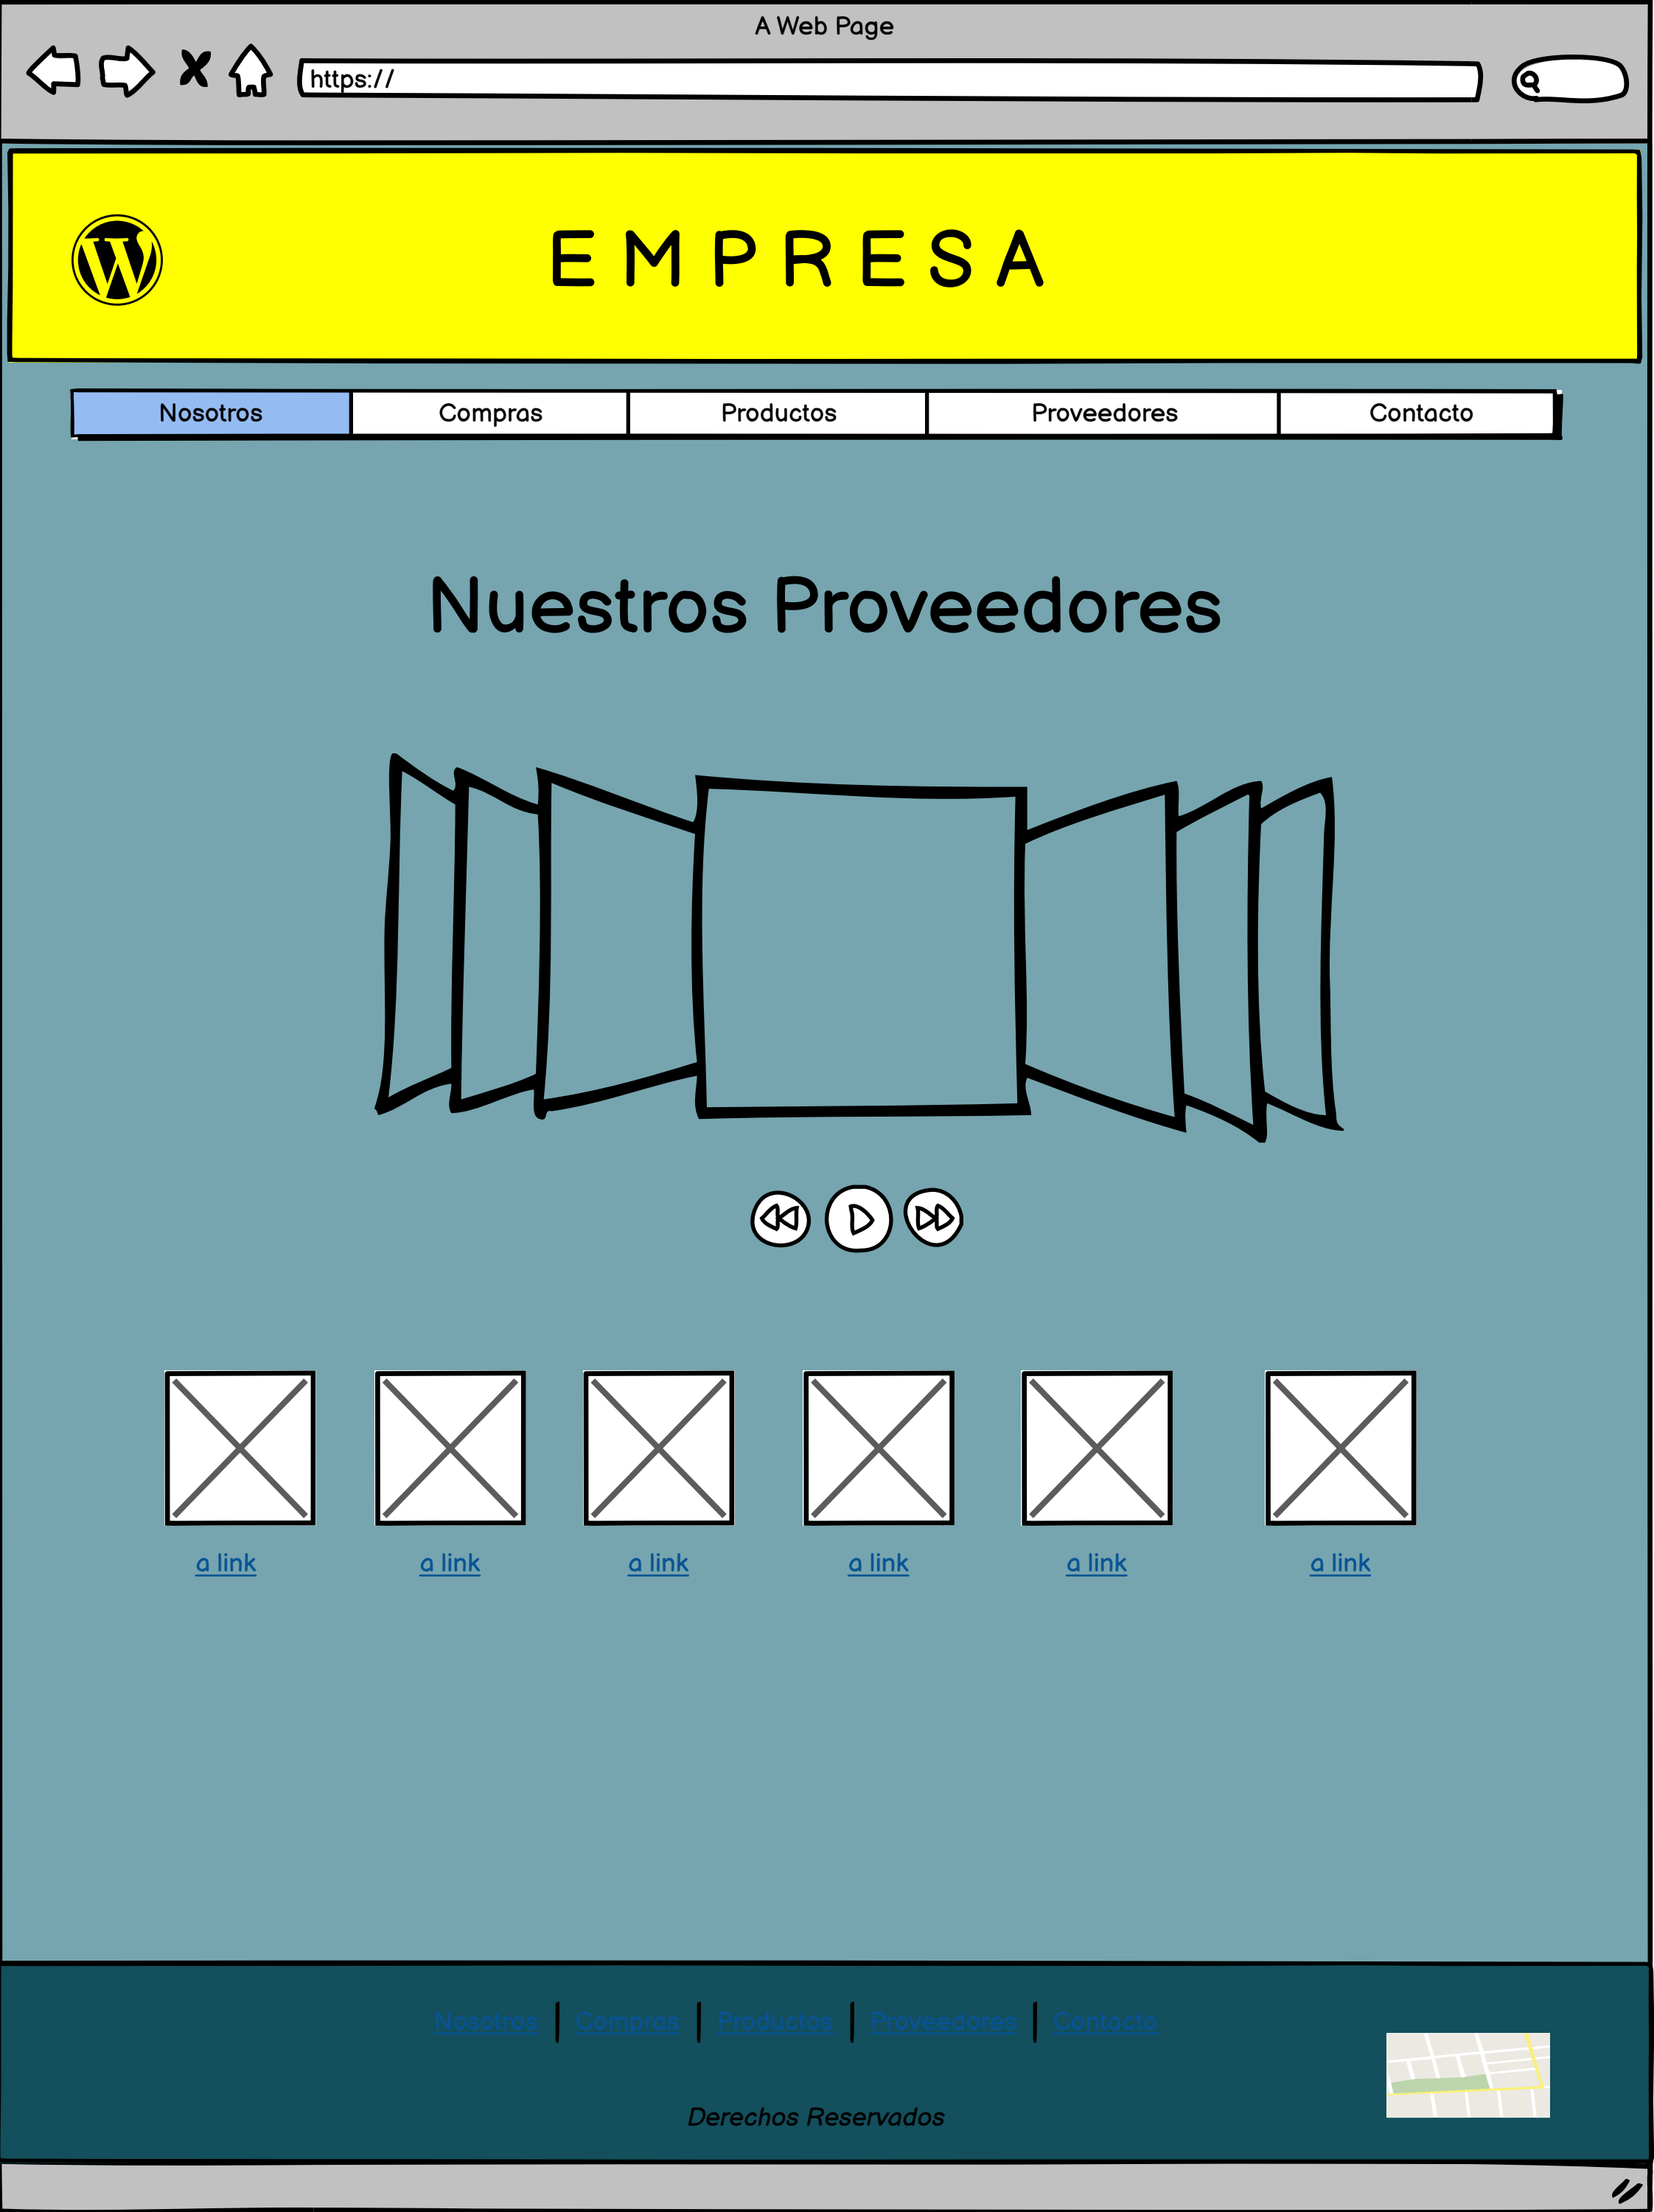 A Web Page
https://
EMPRESA
Nosotros Compras Productos Proveedores Contacto
Nuestros Proveedores
a link a link a link a link a link a link
Nosotros | Compras | Productos | Proveedores | Contacto
Derechos Reservados